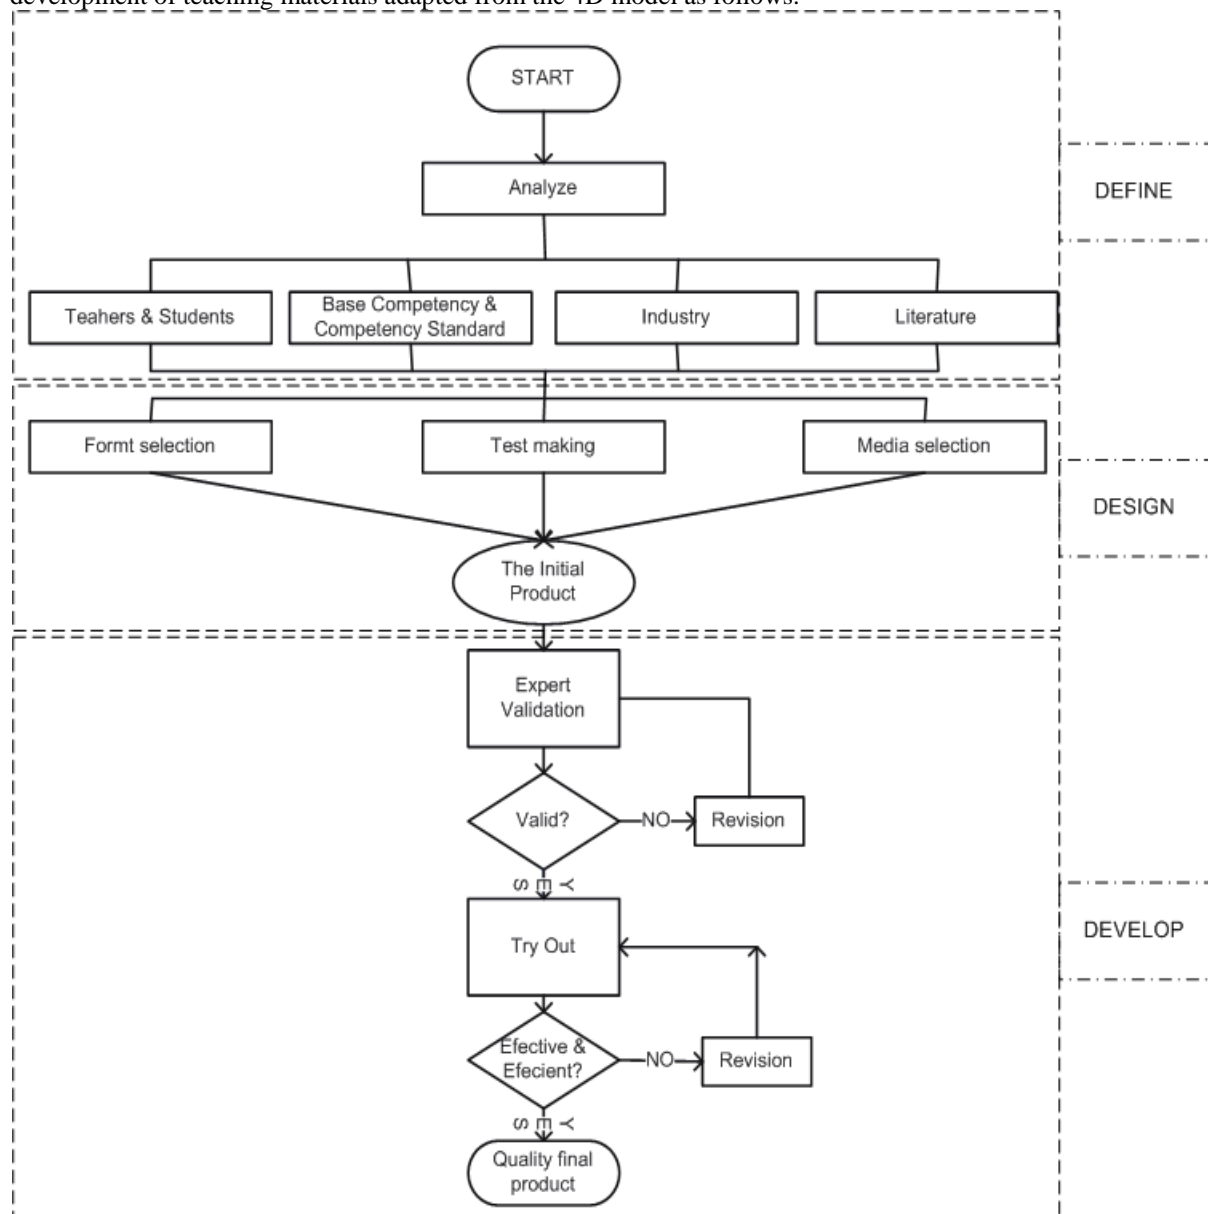 development of teaching materials adapted from the 4D model as follows:
START
Analyze
DEFINE
Teahers & Students
Base Competency &
Competency Standard
Industry
Literature
Formt selection
Test making
Media selection
DESIGN
The Initial
Product
Expert
Validation
Valid?
NO
Revision
YES
Try Out
DEVELOP
Efective &
Efecient?
NO
Revision
YES
Quality final
product